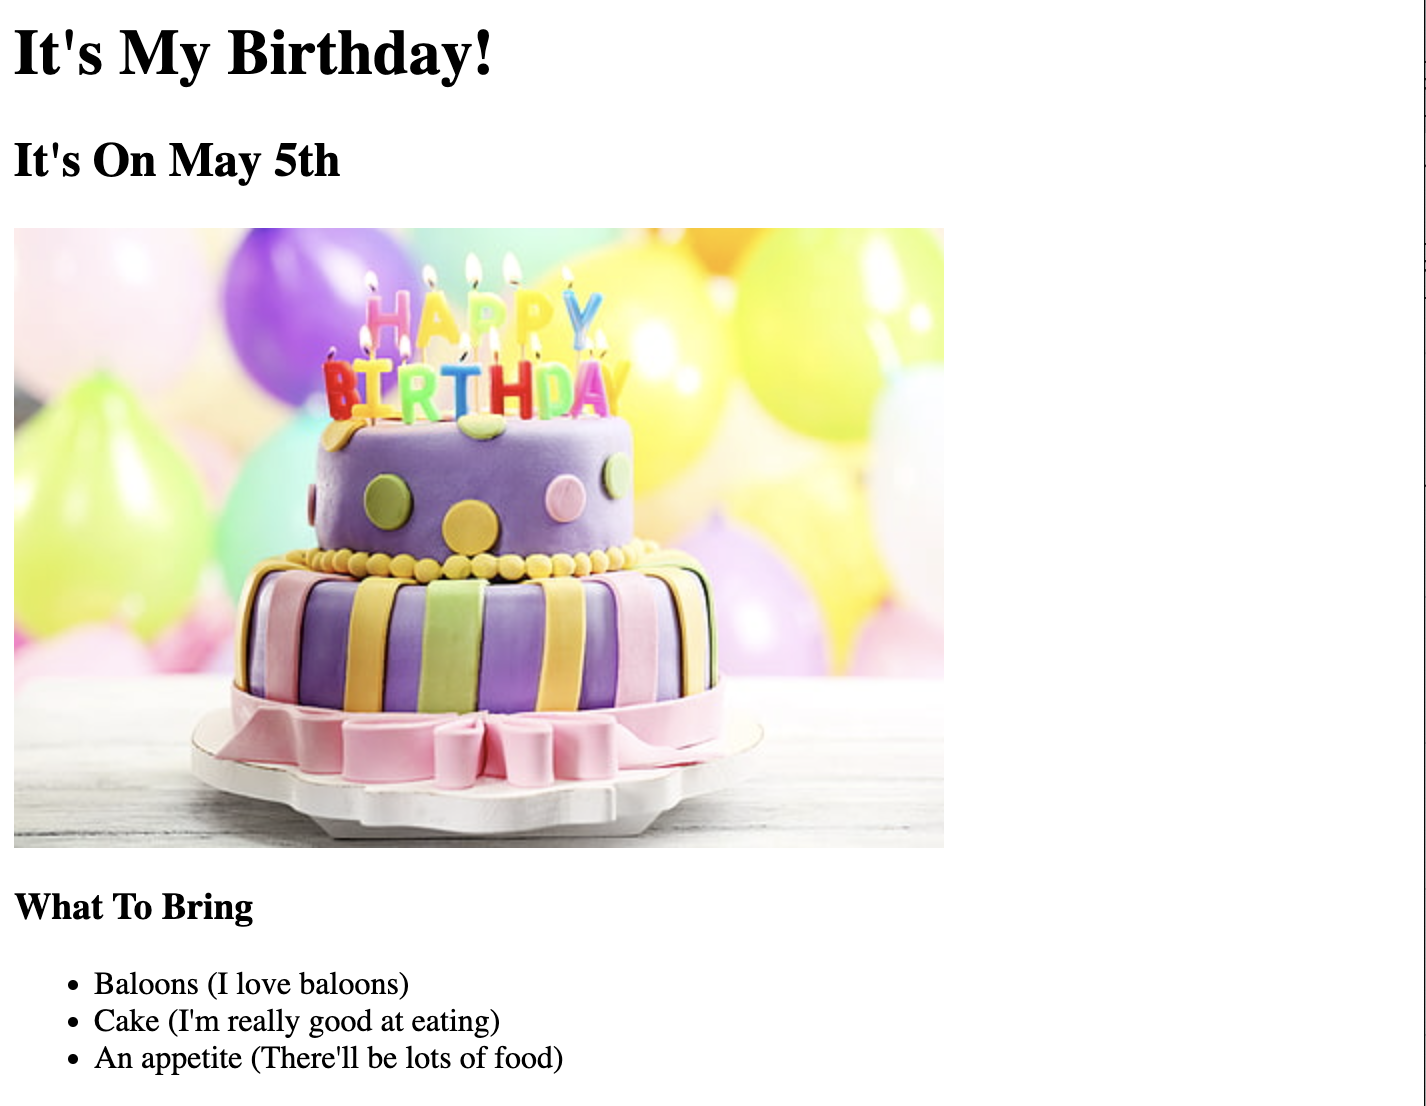 It's My Birthday!
It's On May 5th
HAPPY
BIRTHDAY
What To Bring
Baloons (I love baloons)
Cake (I'm really good at eating)
An appetite (There'll be lots of food)